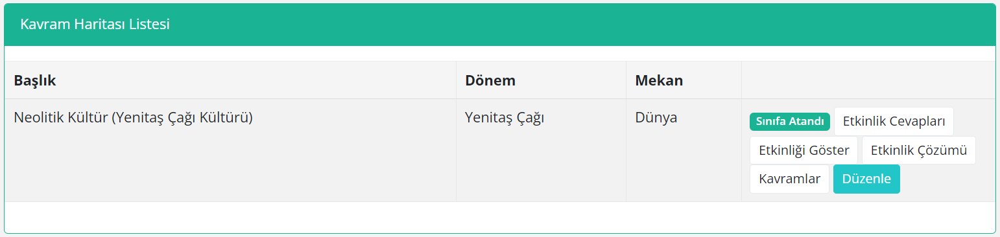 Kavram Haritası Listesi
Başlık Dönem Mekan
Neolitik Kültür (Yenitaş Çağı Kültürü) Yenitaş Çağı Dünya Sınıfa Atandı Etkinlik Cevapları
Etkinliği Göster Etkinlik Çözümü
Kavramlar Düzenle